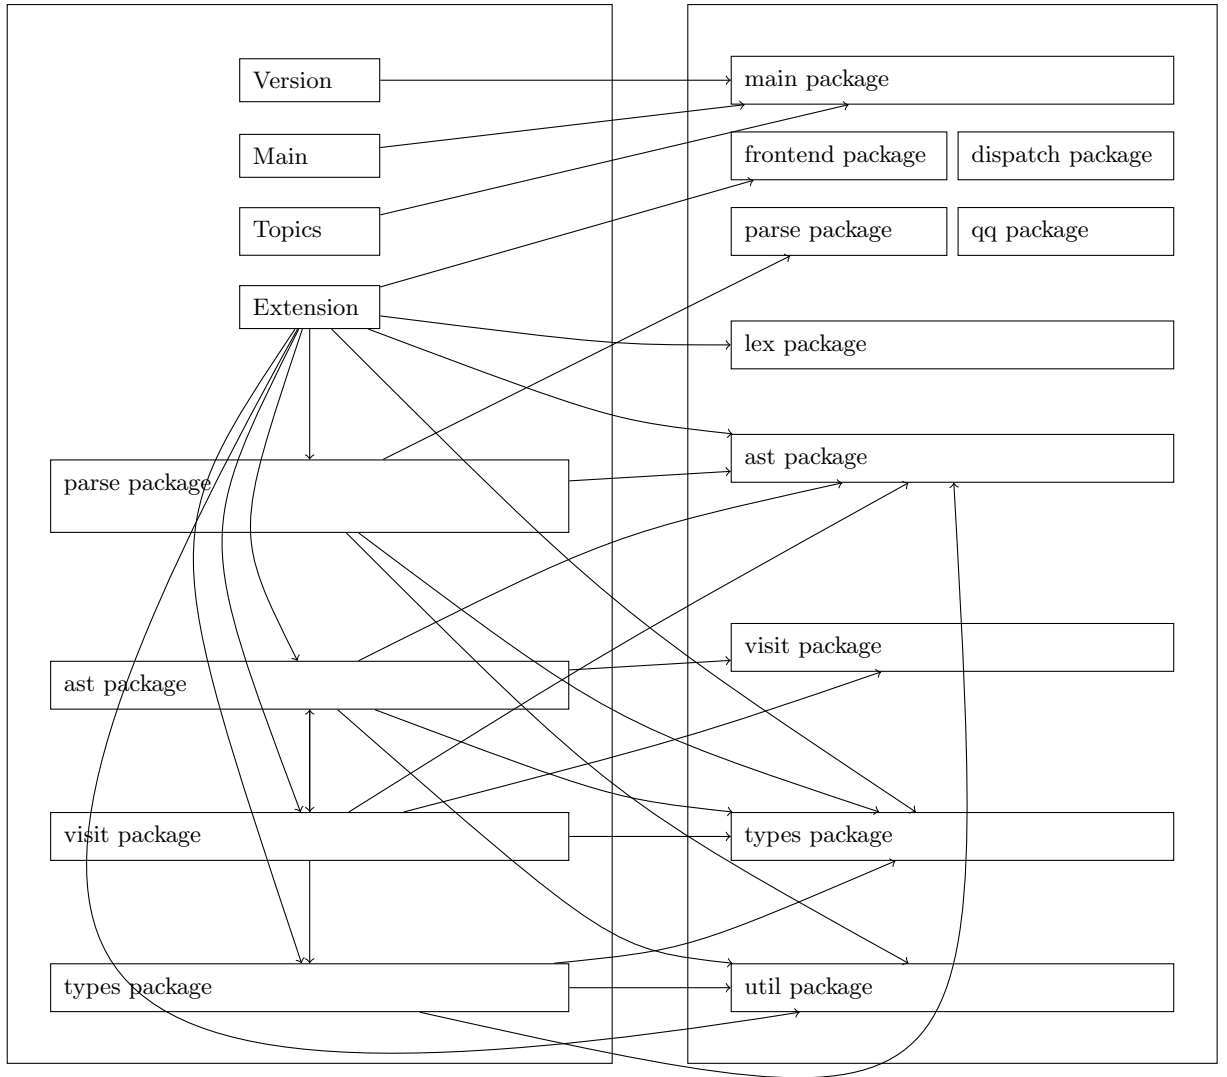 Version
Main
Topics
Extension
parse package
ast package
visit package
types package
main package
frontend package
dispatch package
parse package
qq package
lex package
ast package
visit package
types package
util package